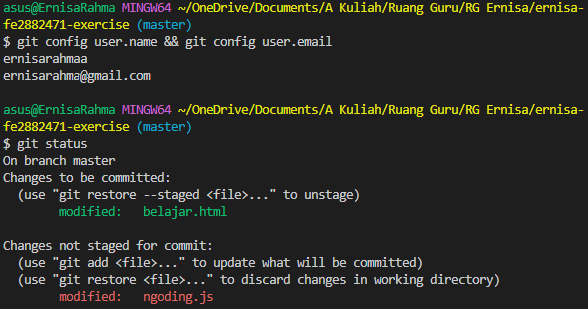 asus@ErnisaRahma MINGW64 ~/OneDrive/Documents/A Kuliah/Ruang Guru/RG Ernisa/ernisa-
fe2882471-exercise (master)
$ git config user.name && git config user.email
ernisarahmaa
ernisarahma@gmail.com
asus@ErnisaRahma MINGW64 ~/OneDrive/Documents/A Kuliah/Ruang Guru/RG Ernisa/ernisa-
fe2882471-exercise (master)
$ git status
On branch master
Changes to be committed:
  (use "git restore --staged <file>..." to unstage)
        modified:   belajar.html
Changes not staged for commit:
  (use "git add <file>..." to update what will be committed)
  (use "git restore <file>..." to discard changes in working directory)
        modified:   ngoding.js